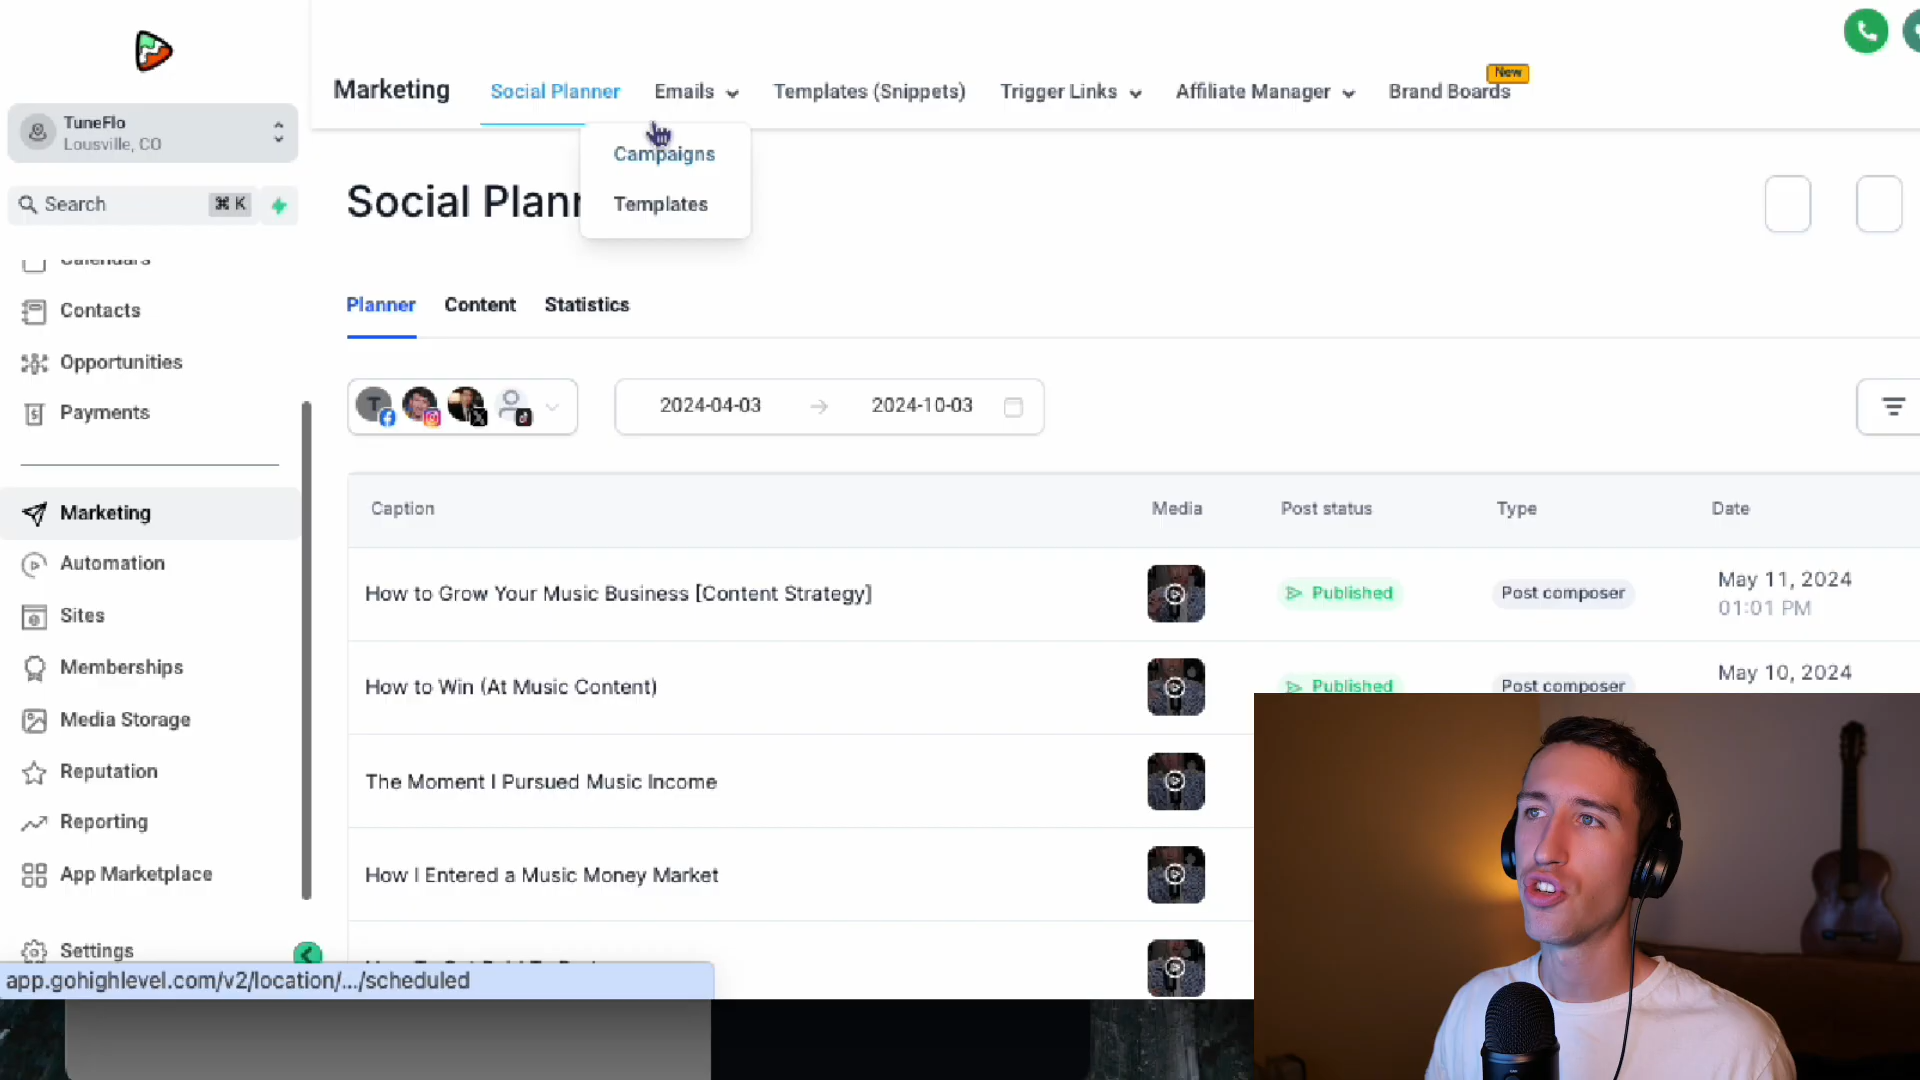 TuneFlo
Lousville, CO
Search
⌘ K
Calendars
Contacts
Opportunities
Payments
Marketing
Automation
Sites
Memberships
Media Storage
Reputation
Reporting
App Marketplace
Settings
app.gohighlevel.com/v2/location/.../scheduled
Marketing
Social Planner
Emails
Templates (Snippets)
Trigger Links
Affiliate Manager
Brand Boards
New
Campaigns
Templates
Social Plann
Planner
Content
Statistics
T
2024-04-03
2024-10-03
Caption
Media
Post status
Type
Date
How to Grow Your Music Business [Content Strategy]
Published
Post composer
May 11, 2024
01:01 PM
How to Win (At Music Content)
Published
Post composer
May 10, 2024
The Moment I Pursued Music Income
How I Entered a Music Money Market